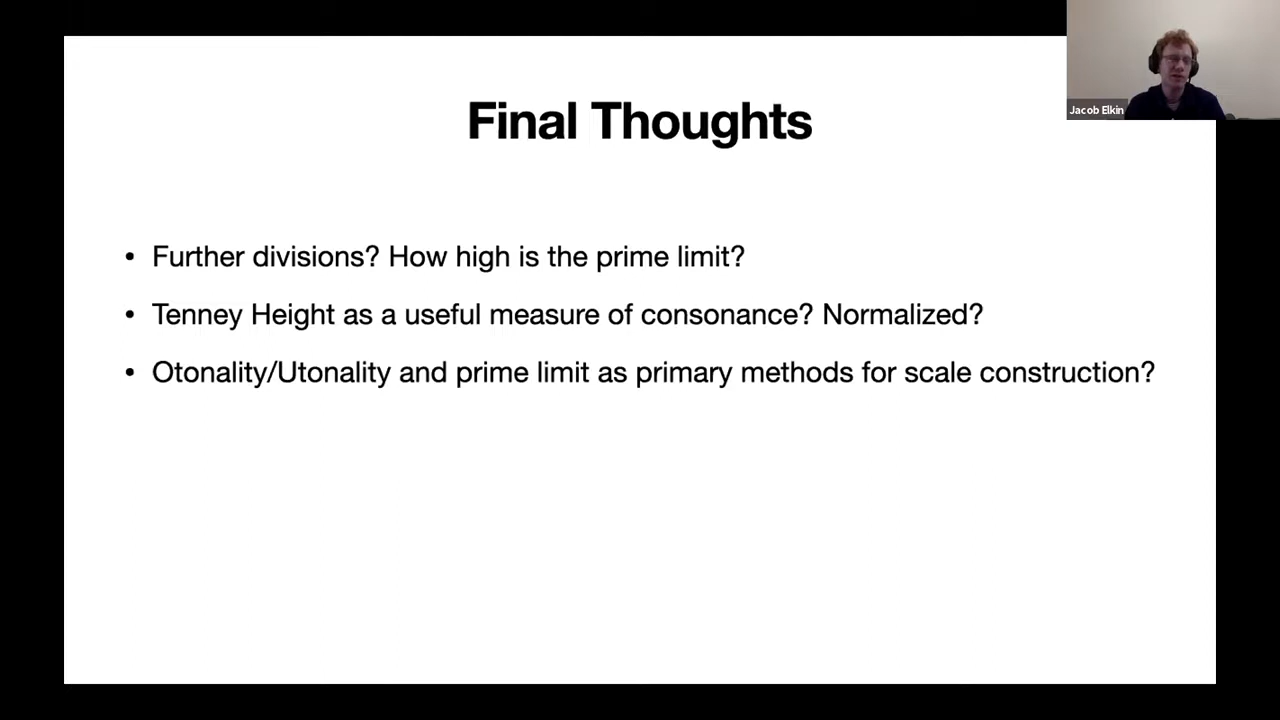 Jacob Elkin
Final Thoughts
• Further divisions? How high is the prime limit?
• Tenney Height as a useful measure of consonance? Normalized?
• Otonality/Utonality and prime limit as primary methods for scale construction?